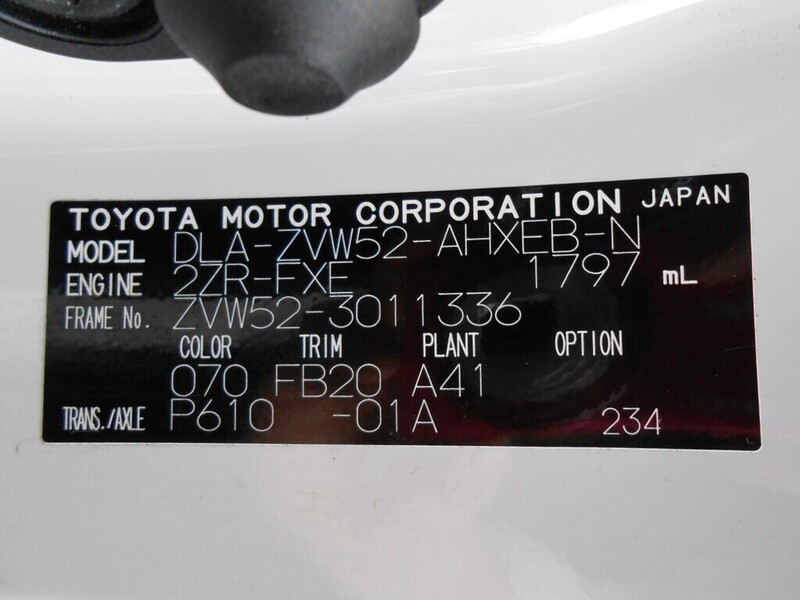 TOYOTA MOTOR CORPORATION JAPAN
MODEL DLA-ZVW52-AHXEB-N
ENGINE 2ZR-FXE 1797 mL
FRAME No. ZVW52-3011336
COLOR TRIM PLANT OPTION
070 FB20 A41
TRANS./AXLE P610 -01A 234